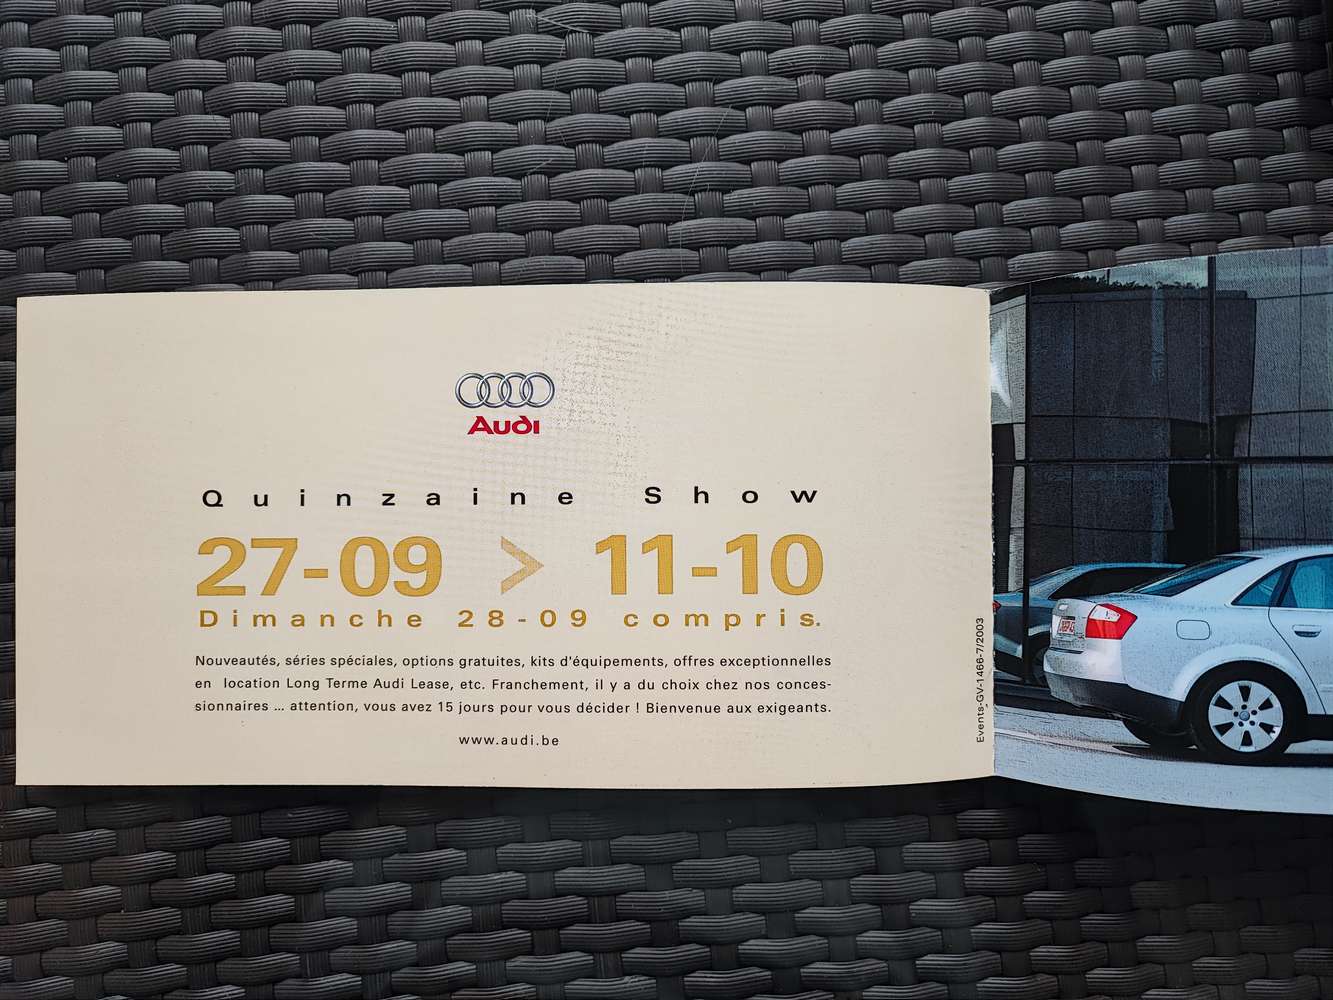 Audi
Quinzaine Show
27-09 > 11-10
Dimanche 28-09 compris.
Nouveautés, séries spéciales, options gratuites, kits d'équipements, offres exceptionnelles
en location Long Terme Audi Lease, etc. Franchement, il y a du choix chez nos conces-
sionnaires ... attention, vous avez 15 jours pour vous décider ! Bienvenue aux exigeants.
www.audi.be
Events-GV-1466-7/2003